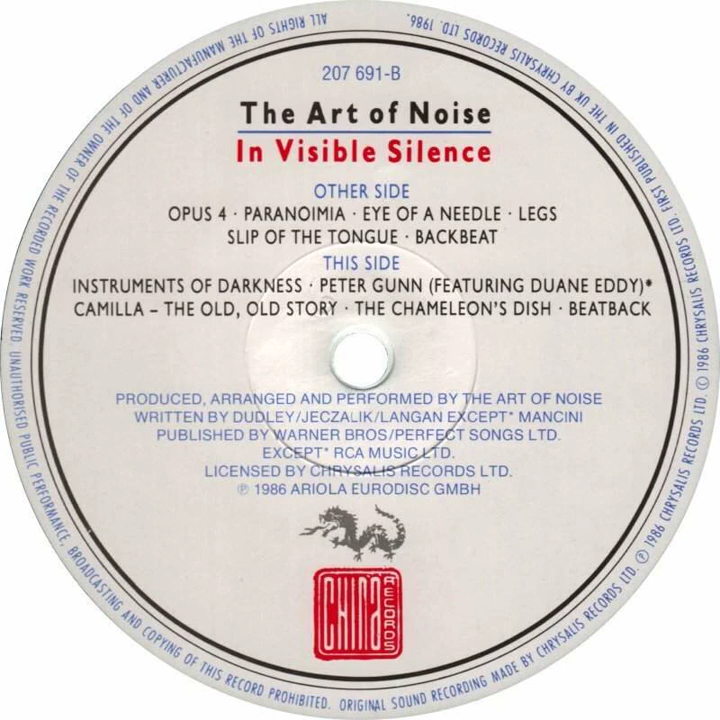 207 691-B
The Art of Noise
In Visible Silence
OTHER SIDE
OPUS 4 · PARANOIMIA · EYE OF A NEEDLE · LEGS
SLIP OF THE TONGUE · BACKBEAT
THIS SIDE
INSTRUMENTS OF DARKNESS · PETER GUNN (FEATURING DUANE EDDY)*
CAMILLA – THE OLD, OLD STORY · THE CHAMELEON'S DISH · BEATBACK
PRODUCED, ARRANGED AND PERFORMED BY THE ART OF NOISE
WRITTEN BY DUDLEY/JECZALIK/LANGAN EXCEPT* MANCINI
PUBLISHED BY WARNER BROS/PERFECT SONGS LTD.
EXCEPT* RCA MUSIC LTD.
LICENSED BY CHRYSALIS RECORDS LTD.
℗ 1986 ARIOLA EURODISC GMBH
CHINA RECORDS
ALL RIGHTS OF THE MANUFACTURER AND OF THE OWNER OF THE RECORDED WORK RESERVED. UNAUTHORISED PUBLIC PERFORMANCE, BROADCASTING AND COPYING OF THIS RECORD PROHIBITED. ORIGINAL SOUND RECORDING MADE BY CHRYSALIS RECORDS LTD. ℗ 1986 CHRYSALIS RECORDS LTD. © 1986 CHRYSALIS RECORDS LTD. FIRST PUBLISHED IN THE UK BY CHRYSALIS RECORDS LTD. 1986.